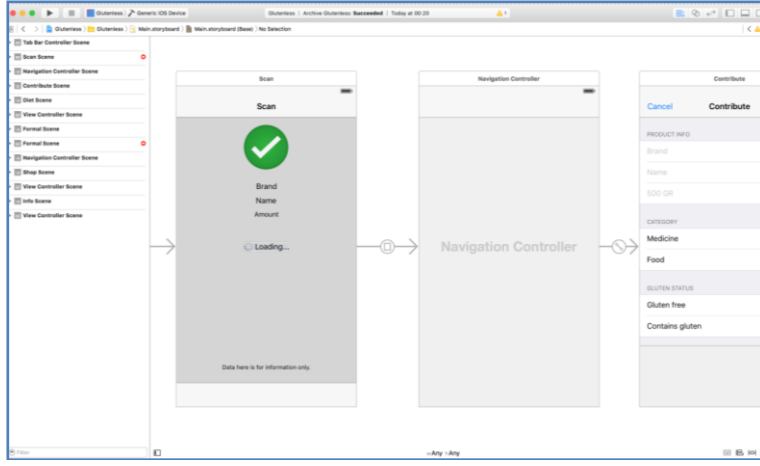 Glutenless
Generic iOS Device
Glutenless | Archive Glutenless: Succeeded | Today at 00:20
1
Glutenless
Glutenless
Main.storyboard
Main.storyboard (Base)
No Selection
Tab Bar Controller Scene
Scan Scene
Navigation Controller Scene
Contribute Scene
Diet Scene
View Controller Scene
Formal Scene
Formal Scene
Navigation Controller Scene
Shop Scene
View Controller Scene
Info Scene
View Controller Scene
Filter
Scan
Scan
Brand
Name
Amount
Loading...
Data here is for information only.
Navigation Controller
Navigation Controller
Contribute
Cancel
Contribute
PRODUCT INFO
Brand
Name
500 GR
CATEGORY
Medicine
Food
GLUTEN STATUS
Gluten free
Contains gluten
wAny hAny